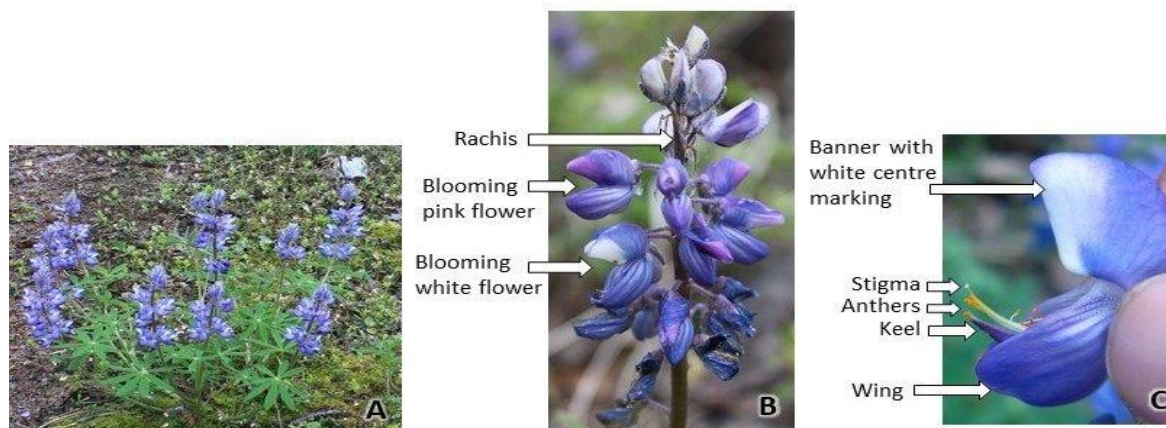 A
Rachis
Blooming
pink flower
Blooming
white flower
B
Banner with
white centre
marking
Stigma
Anthers
Keel
Wing
C